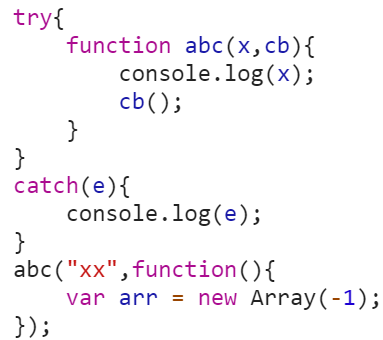 try{
    function abc(x,cb){
        console.log(x);
        cb();
    }
}
catch(e){
    console.log(e);
}
abc("xx",function(){
    var arr = new Array(-1);
});